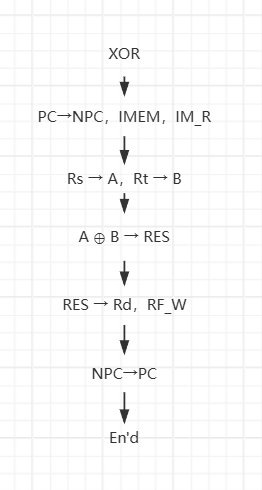 XOR
PC→NPC，IMEM，IM_R
Rs → A，Rt → B
A ⊕ B → RES
RES → Rd，RF_W
NPC→PC
En'd